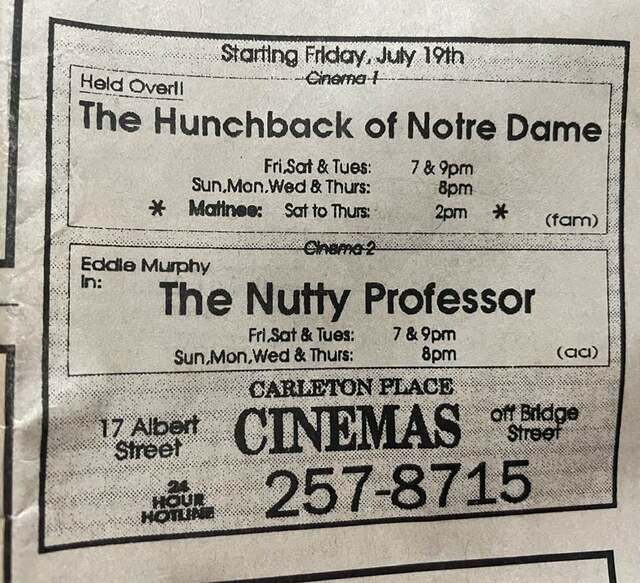 Starting Friday, July 19th
Cinema 1
Held Over!!
The Hunchback of Notre Dame
Fri,Sat & Tues: 7 & 9pm
Sun,Mon,Wed & Thurs: 8pm
* Matinee: Sat to Thurs: 2pm *
(fam)
Cinema 2
Eddie Murphy
In:
The Nutty Professor
Fri,Sat & Tues: 7 & 9pm
Sun,Mon,Wed & Thurs: 8pm
(aa)
CARLETON PLACE
17 Albert
Street
CINEMAS
off Bridge
Street
24
HOUR
HOTLINE
257-8715